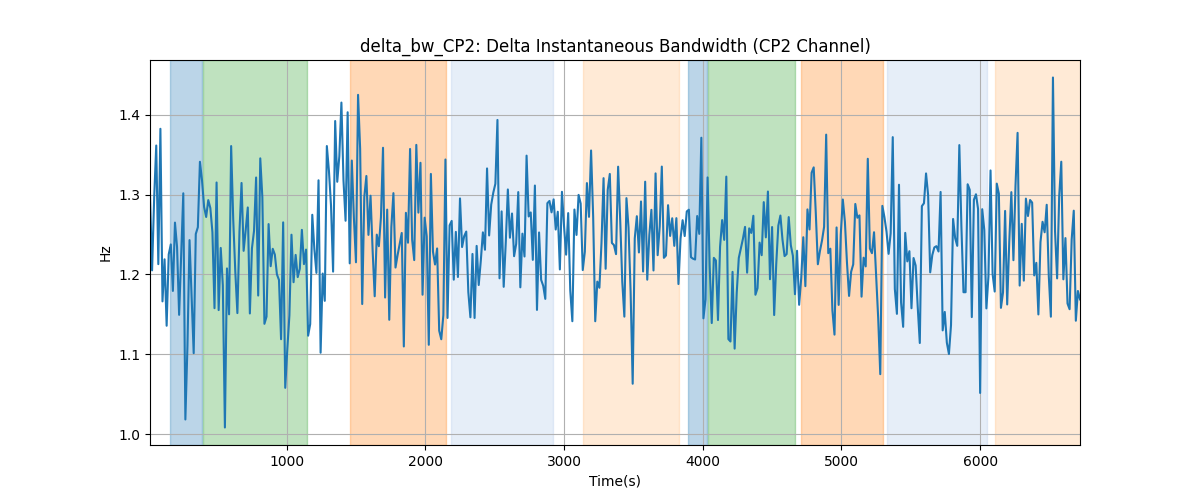 delta_bw_CP2: Delta Instantaneous Bandwidth (CP2 Channel)
Hz
1.4
1.3
1.2
1.1
1.0
1000 2000 3000 4000 5000 6000
Time(s)